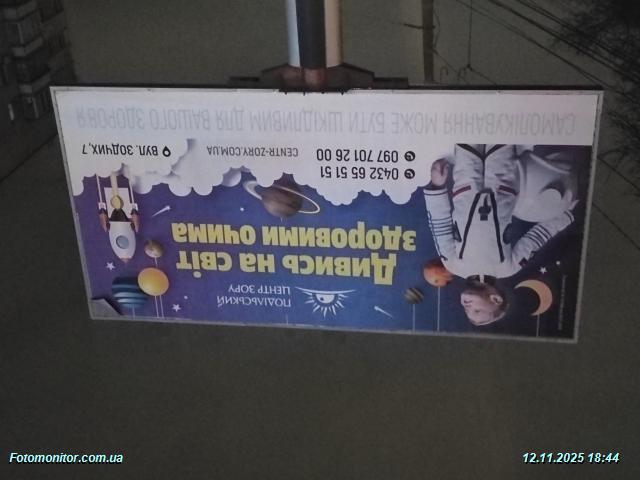 ПОДІЛЬСЬКИЙ
ЦЕНТР ЗОРУ
Дивись на світ
здоровими очима
0432 65 51 51
097 701 26 00
CENTR-ZORY.COM.UA
ВУЛ. ЗОДЧИХ, 7
САМОЛІКУВАННЯ МОЖЕ БУТИ ШКІДЛИВИМ ДЛЯ ВАШОГО ЗДОРОВ'Я
Fotomonitor.com.ua
12.11.2025 18:44